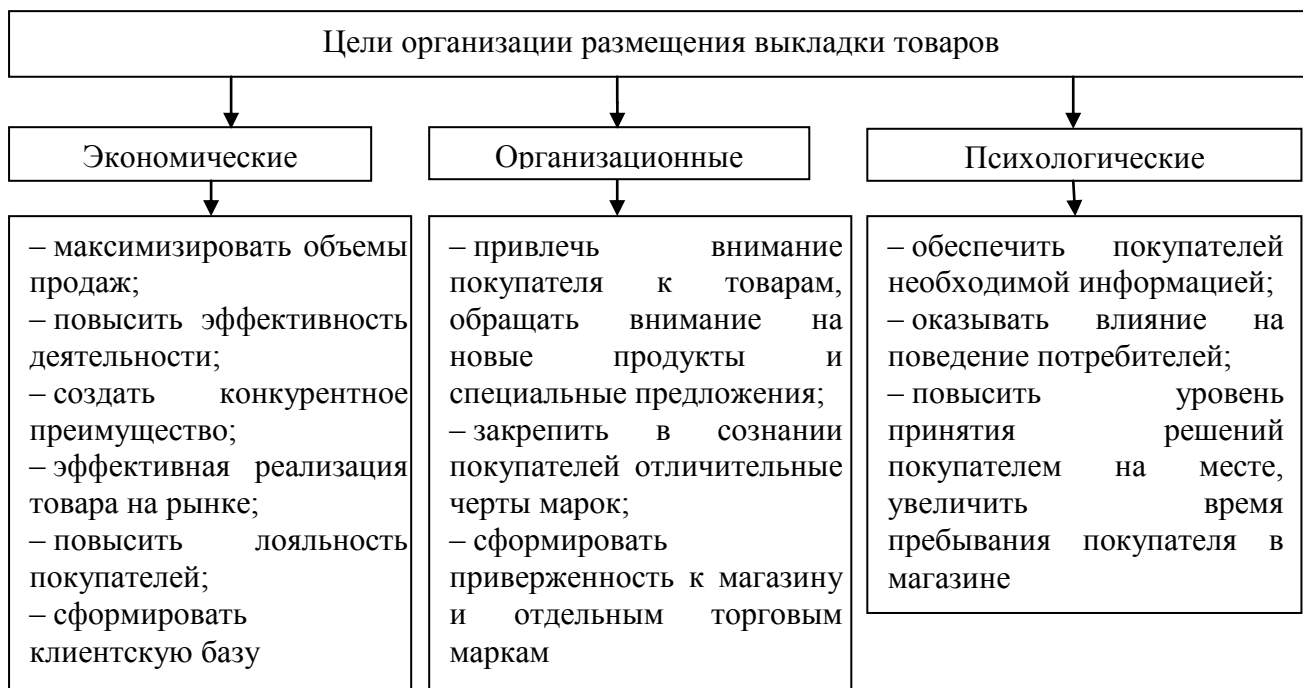 Цели организации размещения выкладки товаров
Экономические
Организационные
Психологические
– максимизировать объемы
продаж;
– повысить эффективность
деятельности;
– создать конкурентное
преимущество;
– эффективная реализация
товара на рынке;
– повысить лояльность
покупателей;
– сформировать
клиентскую базу
– привлечь внимание
покупателя к товарам,
обращать внимание на
новые продукты и
специальные предложения;
– закрепить в сознании
покупателей отличительные
черты марок;
– сформировать
приверженность к магазину
и отдельным торговым
маркам
– обеспечить покупателей
необходимой информацией;
– оказывать влияние на
поведение потребителей;
– повысить уровень
принятия решений
покупателем на месте,
увеличить время
пребывания покупателя в
магазине